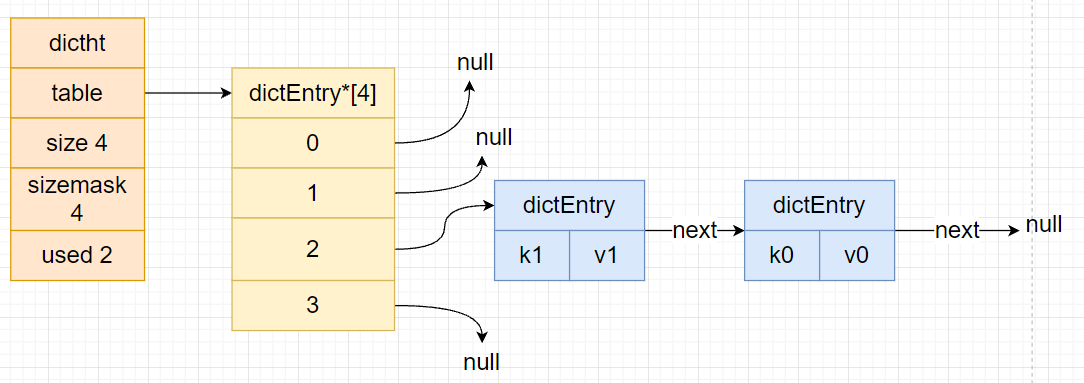 dictht
table
size 4
sizemask
4
used 2
dictEntry*[4]
0
1
2
3
null
null
dictEntry
k1 v1
next
dictEntry
k0 v0
next
null
null